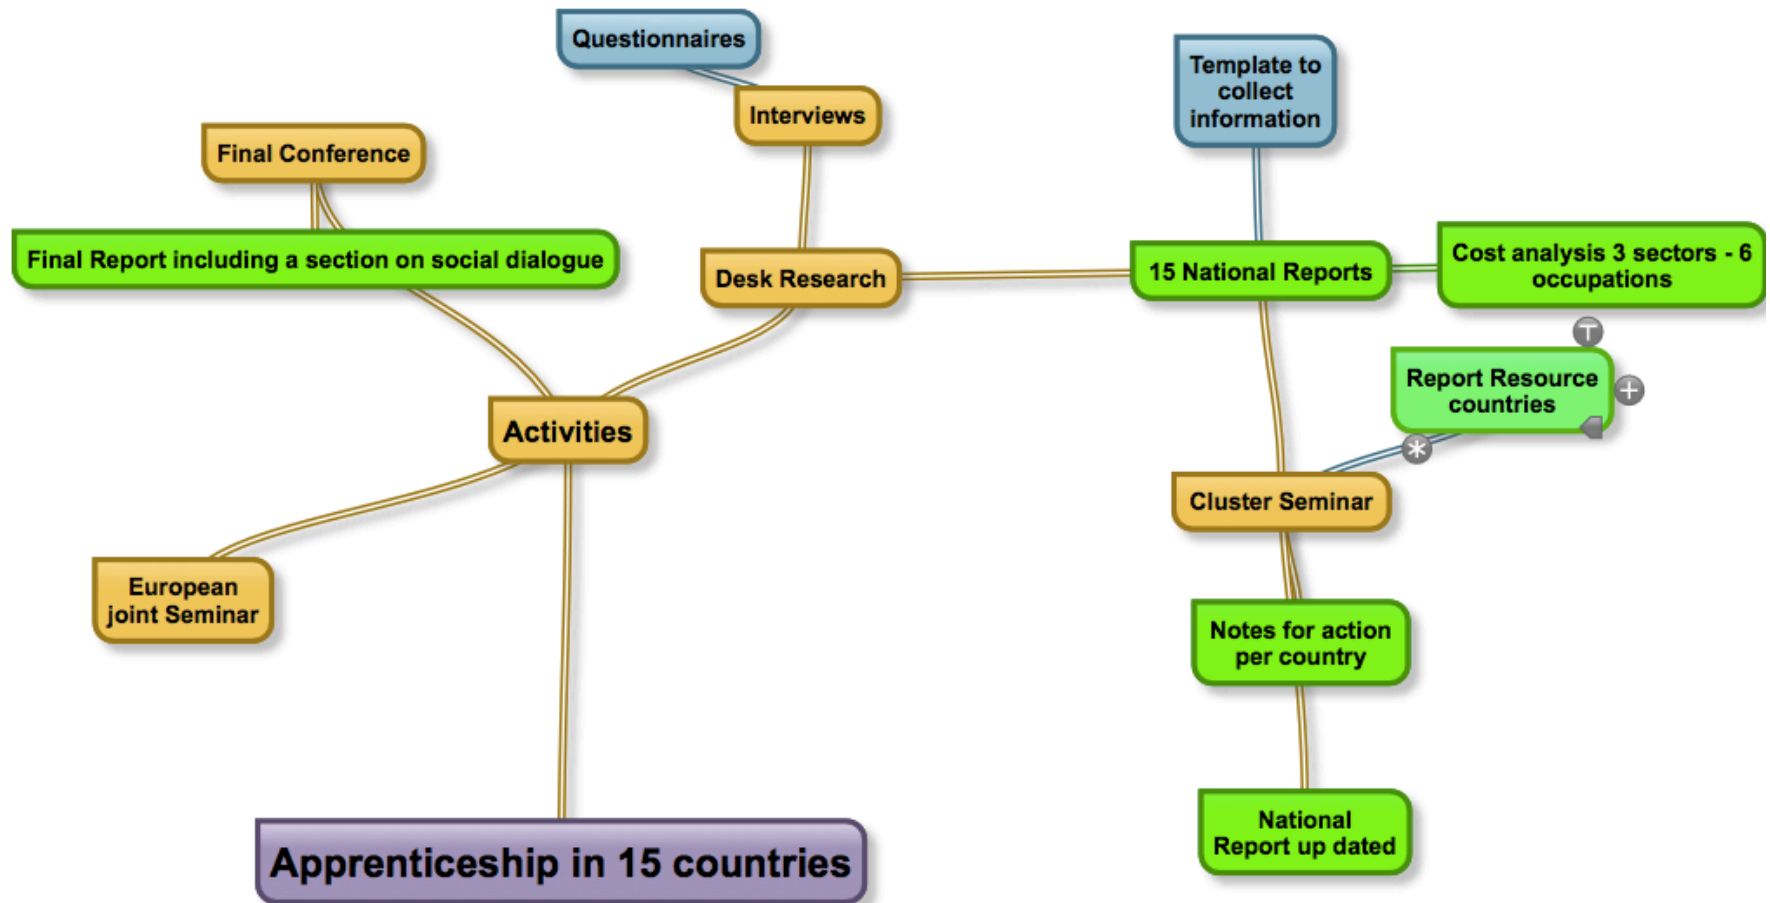 Questionnaires
Template to
collect
information
Interviews
Final Conference
Final Report including a section on social dialogue
Desk Research
15 National Reports
Cost analysis 3 sectors - 6
occupations
Report Resource
countries
Activities
Cluster Seminar
European
joint Seminar
Notes for action
per country
National
Report up dated
Apprenticeship in 15 countries